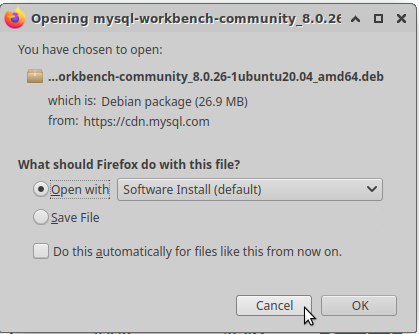 Opening mysql-workbench-community_8.0.26
You have chosen to open:
...orkbench-community_8.0.26-1ubuntu20.04_amd64.deb
which is: Debian package (26.9 MB)
from: https://cdn.mysql.com
What should Firefox do with this file?
Open with Software Install (default)
Save File
Do this automatically for files like this from now on.
Cancel OK